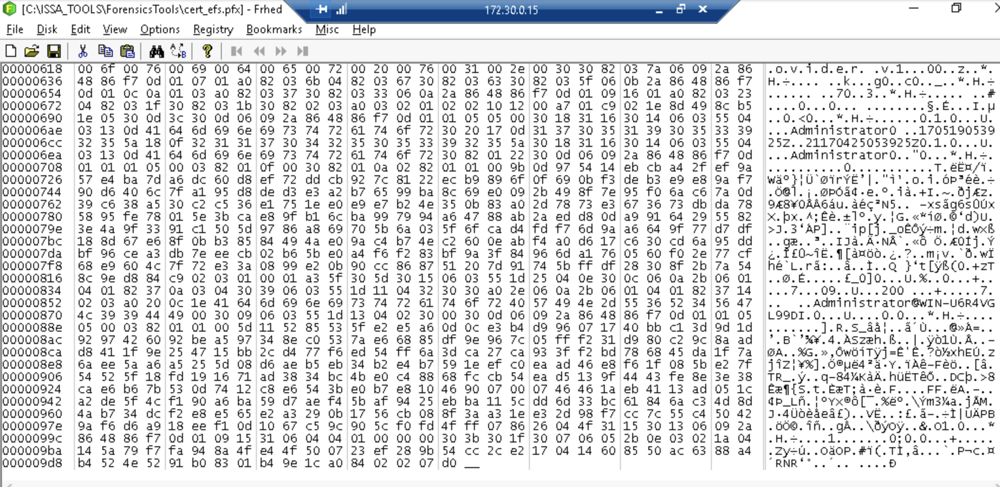 [C:\ISSA_TOOLS\ForensicsTools\cert_efs.pfx] - Frhed
172.30.0.15
File Disk Edit View Options Registry Bookmarks Misc Help
00000618 00 6f 00 76 00 69 00 64 00 65 00 72 00 20 00 76 00 31 00 2e 00 30 30 82 03 7a 06 09 2a 86 .o.v.i.d.e.r. .v.1...00..z..*.
00000636 48 86 f7 0d 01 07 01 a0 82 03 6b 04 82 03 67 30 82 03 63 30 82 03 5f 06 0b 2a 86 48 86 f7 H.÷.... ..k...g0..c0.._..*.H.÷
00000654 0d 01 0c 0a 01 03 a0 82 03 37 30 82 03 33 06 0a 2a 86 48 86 f7 0d 01 09 16 01 a0 82 03 23 ...... ..70..3..*.H.÷..... ..#
00000672 04 82 03 1f 30 82 03 1b 30 82 02 03 a0 03 02 01 02 02 10 12 00 a7 01 c9 02 1e 8d 49 8c b5 ....0...0... .........§.É...I.µ
00000690 1e 05 30 0d 3c 30 0d 06 09 2a 86 48 86 f7 0d 01 01 05 05 00 30 18 31 16 30 14 06 03 55 04 ..0.<0...*.H.÷......0.1.0...U.
000006ae 03 13 0d 41 64 6d 69 6e 69 73 74 72 61 74 6f 72 30 20 17 0d 31 37 30 35 31 39 30 35 33 39 ...Administrator0 ..1705190539
000006cc 32 35 5a 18 0f 32 31 31 37 30 34 32 35 30 35 33 39 32 35 5a 30 18 31 16 30 14 06 03 55 04 25Z..21170425053925Z0.1.0...U.
000006ea 03 13 0d 41 64 6d 69 6e 69 73 74 72 61 74 6f 72 30 82 01 22 30 0d 06 09 2a 86 48 86 f7 0d ...Administrator0.."0...*.H.÷.
00000708 01 01 01 05 00 03 82 01 0f 00 30 82 01 0a 02 82 01 01 00 9b 0d 97 54 14 eb cb a4 2f ef 9a ..........0...........T.ëË¤/ï.
00000726 57 e4 ba 7d a6 dc 60 d8 ef 72 dd cb 92 7c 81 22 ec b9 89 6f 0f 69 0b f3 de b3 e9 e8 9a f7 Wäº}¦Ü`ØïrÝË'|."ì¹.o.i.óÞ³éè.÷
00000744 90 d6 40 6c 7f a1 95 d8 de d3 e3 a2 b7 65 99 ba 8c 69 e0 09 2b 49 8f 7e 95 f0 6a c6 7a 0d .Ö@l.¡.ØÞÓã¢·e.º.ià.+I.~.ðjÆz.
00000762 39 c6 38 a5 30 c2 c5 36 e1 75 1e e0 e9 e7 b2 4e 35 0b 83 a0 2d 78 73 e3 67 36 73 db da 78 9Æ8¥0ÂÅ6áu.àéç²N5.. -xsãg6sÛÚx
00000780 58 95 fe 78 01 5e 3b ca e8 9f b1 6c ba 99 79 94 a6 47 88 ab 2a ed d8 0d a9 91 64 29 55 82 X.þx.^;Êè.±lº.y.¦G.«*íØ.©'d)U.
0000079e 3e 4a 9f 33 91 c1 50 5d 97 86 a8 69 70 5b 6a 03 5f 6f ca d4 fd f7 6d 9a a6 64 9f 77 d7 df >J.3'ÁP]..¨ip[j._oÊÔý÷m.¦d.w×ß
000007bc 18 8d 67 e6 8f 0b b3 85 84 49 4a e0 9a c4 b7 4e c2 60 0e ab f4 a0 d6 17 c6 30 cd 6a 95 dd ..gæ..³..IJà.Ä·NÂ`.«ô Ö.Æ0Íj.Ý
000007da bf 96 ce a3 db 7e ee cb 02 b6 5b e0 a4 f6 f2 83 bf 9a 3f 84 96 6d a1 76 05 60 f0 2e 77 cf ¿.Î£Û~îË.¶[à¤öò.¿.?..m¡v.`ð.wÏ
000007f8 68 e9 60 4c 7f 72 e3 3a 08 99 e2 0b 90 cc 86 87 51 20 7d 91 74 5b ff df 28 30 8f 2b 7a 54 hé`L.rã:..â..Ì..Q }'t[ÿß(0.+zT
00000816 8c 9e d8 84 c9 02 03 01 00 01 a3 5f 30 5d 30 15 06 03 55 1d 25 04 0e 30 0c 06 0a 2b 06 01 ..Ø.É.....£_0]0...U.%..0...+..
00000834 04 01 82 37 0a 03 04 30 39 06 03 55 1d 11 04 32 30 30 a0 2e 06 0a 2b 06 01 04 01 82 37 14 ...7...09..U...200 ...+.....7.
00000852 02 03 a0 20 0c 1e 41 64 6d 69 6e 69 73 74 72 61 74 6f 72 40 57 49 4e 2d 55 36 52 34 56 47 ..  ..Administrator@WIN-U6R4VG
00000870 4c 39 39 44 49 00 30 09 06 03 55 1d 13 04 02 30 00 30 0d 06 09 2a 86 48 86 f7 0d 01 01 05 L99DI.0...U....0.0...*.H.÷....
0000088e 05 00 03 82 01 01 00 5d 11 52 85 53 5f e2 e5 a6 0d 0c e3 b4 d9 96 07 17 40 bb c1 3d 9d 1d .......].R.S_âå¦..ã´Ù...@»Á=..
000008ac 92 97 42 60 92 be a5 97 34 8e c0 53 7a e6 68 85 df 9e 96 7c 05 ff f2 31 d9 80 c2 9c 8a ad '.B`'¾¥.4.ÀSzæh.ß..|.ÿò1Ù.Â..-
000008ca d8 41 1f 9e 25 47 15 bb 2c d4 77 f6 ed 54 ff 6a 3d ca 27 ca 93 3f f2 bd 78 68 45 da 1f 7a ØA..%G.»,ÔwöíTÿj=Ê'Ê.?ò½xhEÚ.z
000008e8 6a ee 5a a6 a5 25 5d 08 d6 ae b5 eb 34 b2 e4 b7 59 1e ef c0 ea ad 46 e8 f6 1f 08 5b e2 7f jîZ¦¥%].Ö®µë4²ä·Y.ïÀê-Fèö..[â.
00000906 54 52 5f 18 fd 19 16 71 ad 38 34 bc 4b e0 c4 88 68 fc cb 54 ea d5 13 9f 44 43 fe 8e 3e 38 TR_.ý..q-84¼KàÄ.hüËTêÕ..DCþ.>8
00000924 ca e6 b6 7b 53 0d 74 12 c8 e6 54 3b e0 b7 e8 10 46 90 07 00 07 46 46 1a eb 41 13 ad 05 1c Êæ¶{S.t.ÈæT;à·è.F....FF.ëA.-..
00000942 a2 de 5f 4c f1 90 a6 ba 59 d7 ae f4 5b af 94 25 eb ba 11 5c dd 6d 33 bc 61 84 6a c3 4d 8d ¢Þ_Lñ.¦ºY×®ô[¯.%ëº.\Ým3¼a.jÃM.
00000960 4a b7 34 dc f2 e8 e5 65 e2 a3 29 0b 17 56 cb 08 8f 3a a3 1e e3 2d 98 f7 cc 7c 55 c4 50 42 J·4Üòèåeâ£)..VË..:£.ã-.÷Ì|UÄPB
0000097e 9a f6 d6 a9 18 ee f1 0d 10 67 c5 9c 90 5c f0 fd 4f ff 07 86 26 04 4f 31 15 30 13 06 09 2a .öÖ©.îñ..gÅ..\ðýOÿ..&.O1.0...*
0000099c 86 48 86 f7 0d 01 09 15 31 06 04 04 01 00 00 00 30 3b 30 1f 30 07 06 05 2b 0e 03 02 1a 04 .H.÷....1.......0;0.0...+.....
000009ba 14 5a 79 f7 fa 94 8a 4f e4 4f 50 07 23 ef 28 9b 54 cc 2c e2 17 04 14 60 85 50 ac 63 88 a4 .Zy÷ú..OäOP.#ï(.TÌ,â...`.P¬c.¤
000009d8 b4 52 4e 52 91 b0 83 01 b4 9e 1c a0 84 02 02 07 d0 ´RNR'°..´.. ....Ð